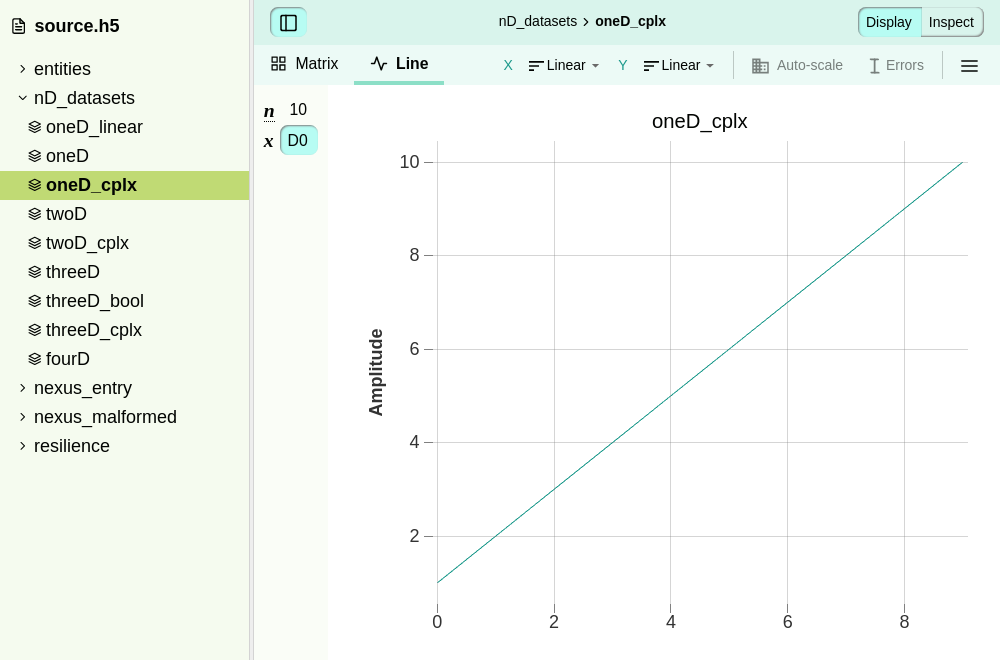 source.h5
entities
nD_datasets
oneD_linear
oneD
oneD_cplx
twoD
twoD_cplx
threeD
threeD_bool
threeD_cplx
fourD
nexus_entry
nexus_malformed
resilience
nD_datasets › oneD_cplx
Display Inspect
Matrix Line X Linear Y Linear Auto-scale Errors
n 10
x D0
oneD_cplx
Amplitude
10
8
6
4
2
0 2 4 6 8